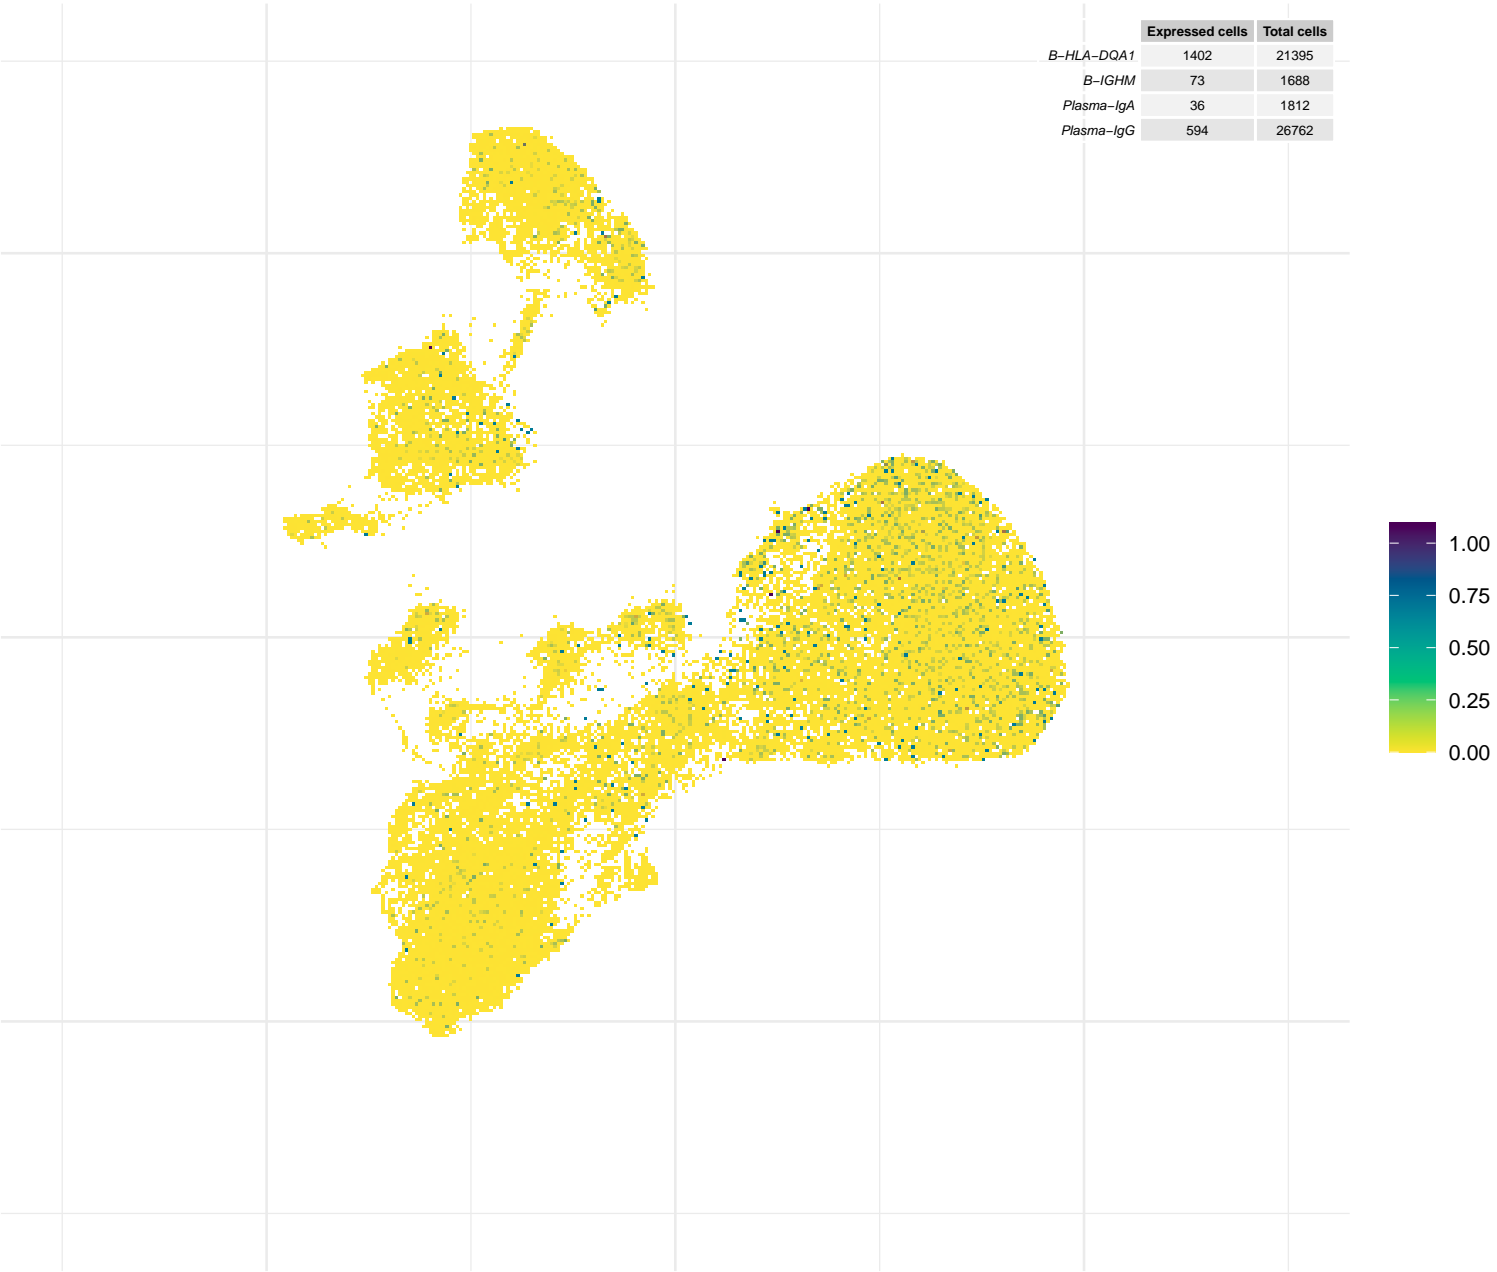 Expressed cells Total cells
B−HLA−DQA1 1402 21395
B−IGHM 73 1688
Plasma−IgA 36 1812
Plasma−IgG 594 26762
1.00
0.75
0.50
0.25
0.00